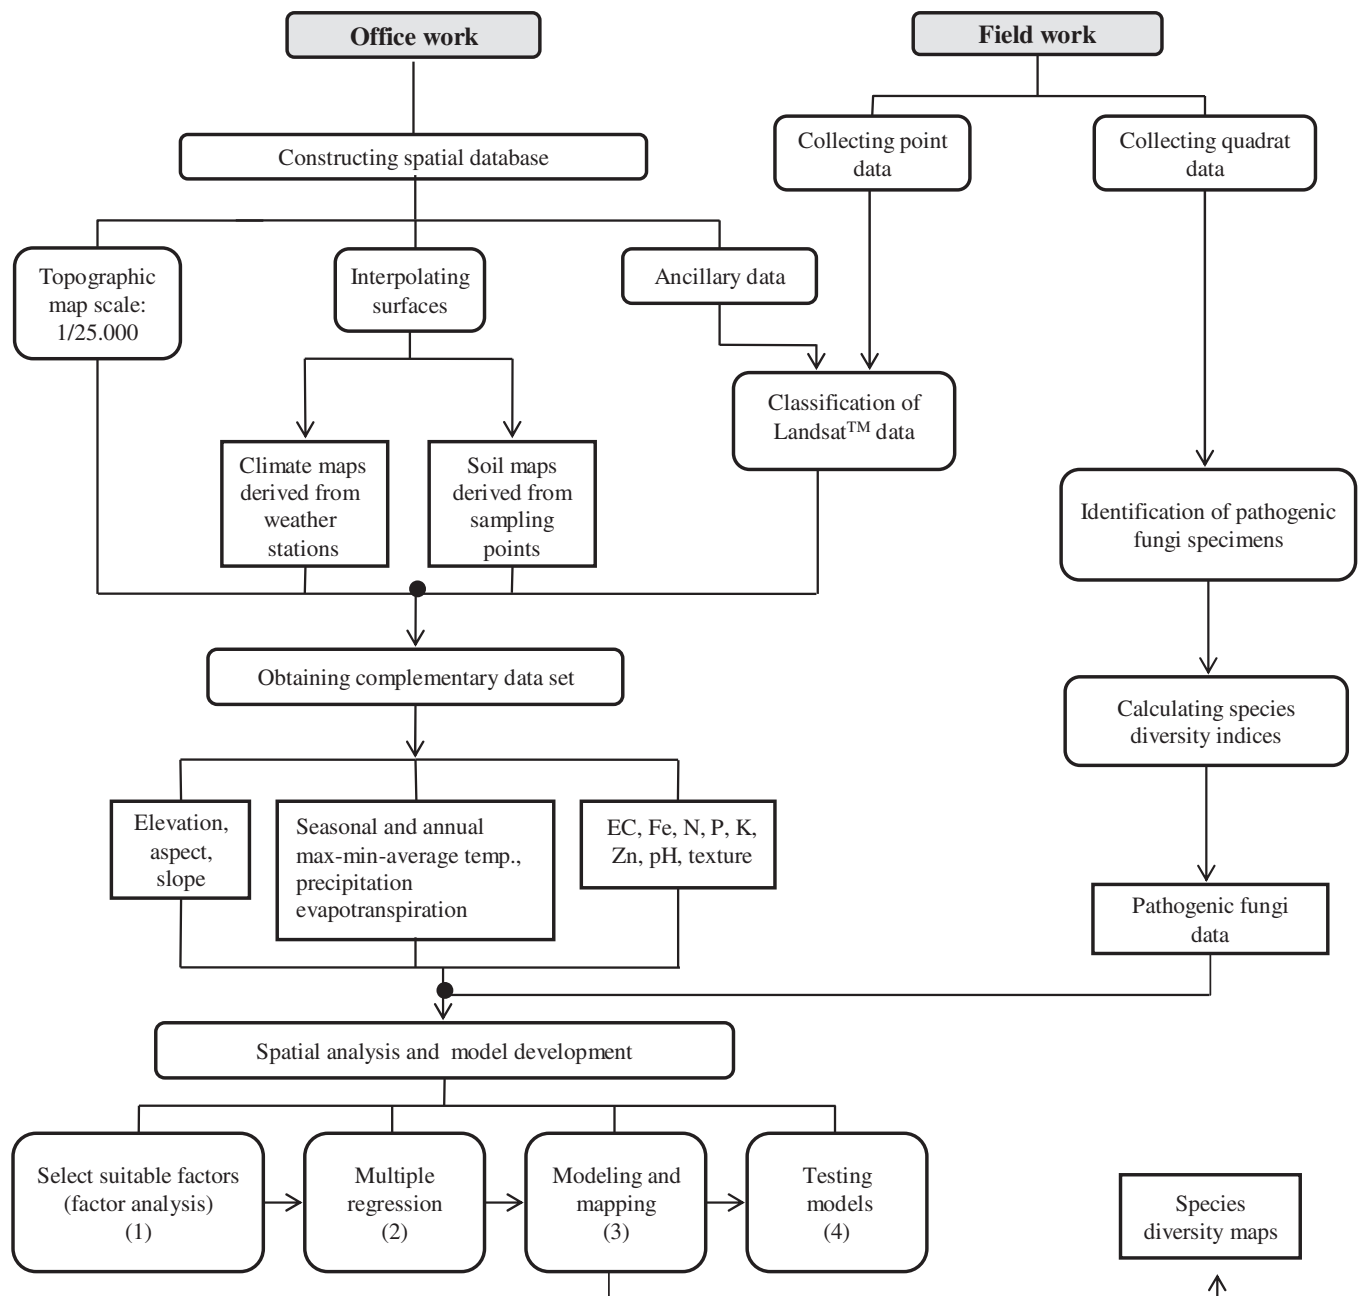 Office work
Field work
Constructing spatial database
Collecting point
data
Collecting quadrat
data
Topographic
map scale:
1/25.000
Interpolating
surfaces
Ancillary data
Classification of
Landsat™ data
Climate maps
derived from
weather
stations
Soil maps
derived from
sampling
points
Identification of pathogenic
fungi specimens
Obtaining complementary data set
Calculating species
diversity indices
Elevation,
aspect,
slope
Seasonal and annual
max-min-average temp.,
precipitation
evapotranspiration
EC, Fe, N, P, K,
Zn, pH, texture
Pathogenic fungi
data
Spatial analysis and model development
Select suitable factors
(factor analysis)
(1)
Multiple
regression
(2)
Modeling and
mapping
(3)
Testing
models
(4)
Species
diversity maps